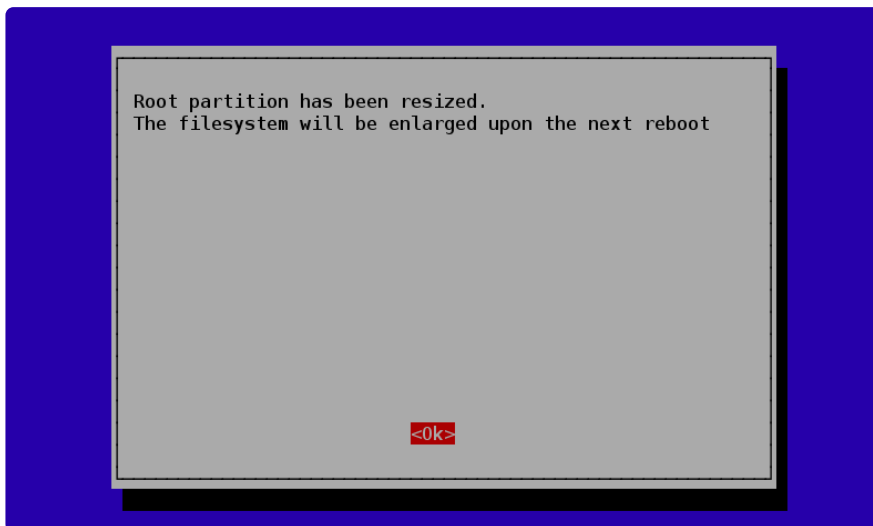 Root partition has been resized.
The filesystem will be enlarged upon the next reboot
<Ok>